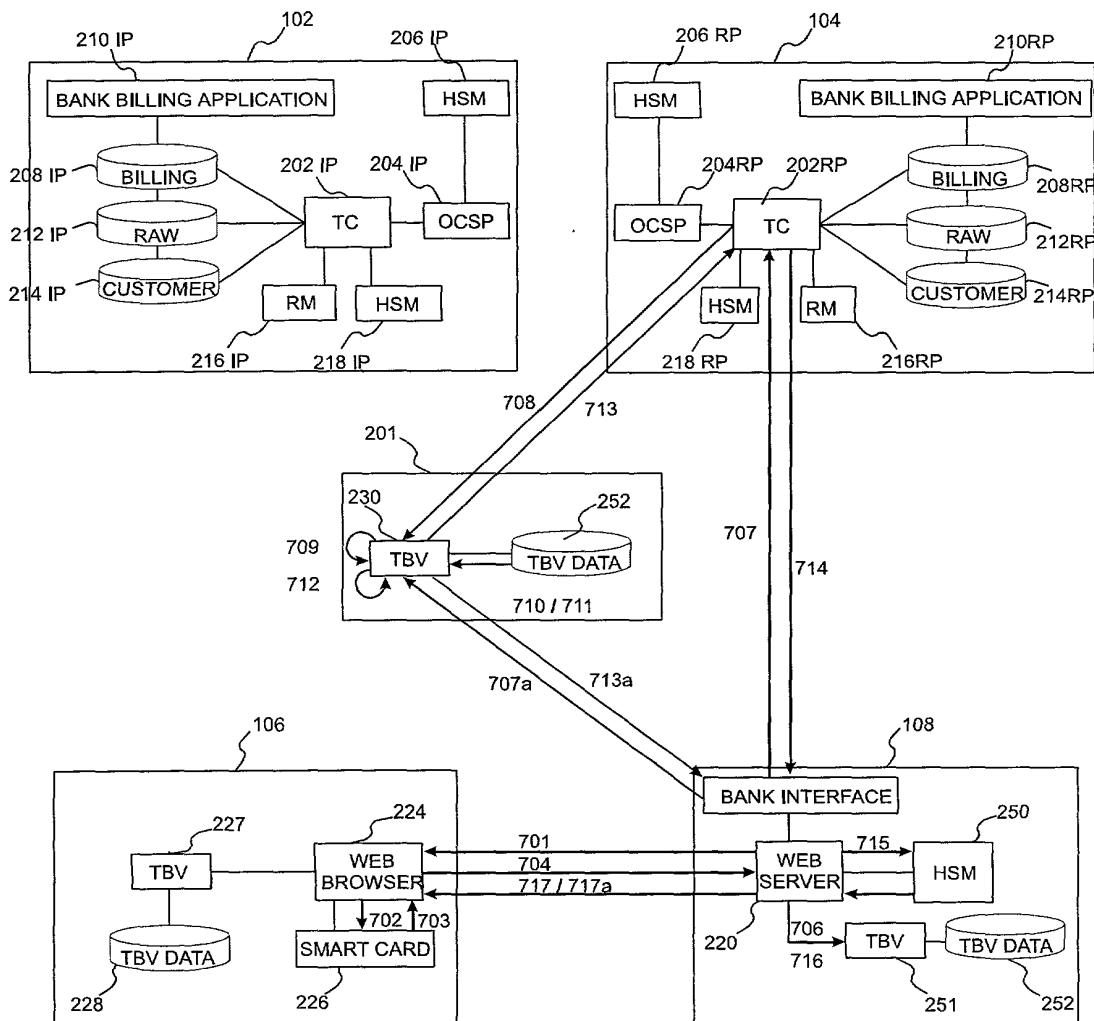 102
210 IP
206 IP
BANK BILLING APPLICATION
HSM
208 IP
BILLING
202 IP
204 IP
212 IP
RAW
TC
OCSP
214 IP
CUSTOMER
RM
HSM
216 IP
218 IP
206 RP
104
210RP
HSM
BANK BILLING APPLICATION
204RP
202RP
BILLING
208RP
OCSP
TC
RAW
212RP
HSM
RM
CUSTOMER
214RP
218 RP
216RP
708
713
201
230
252
709
TBV
TBV DATA
712
710 / 711
707
714
707a
713a
106
108
BANK INTERFACE
227
224
250
TBV
WEB
BROWSER
701
704
717 / 717a
WEB
SERVER
715
HSM
702
703
TBV DATA
SMART CARD
220
706
716
TBV
TBV DATA
228
226
251
252